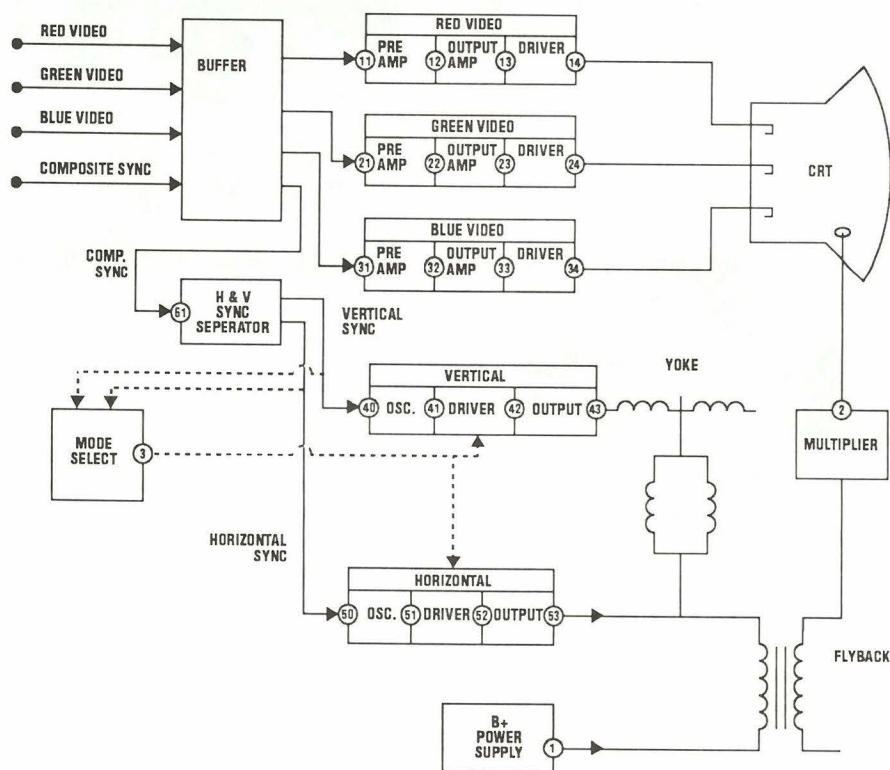 RED VIDEO
GREEN VIDEO
BLUE VIDEO
COMPOSITE SYNC
BUFFER
RED VIDEO
PRE AMP
OUTPUT AMP
DRIVER
11
12
13
14
GREEN VIDEO
PRE AMP
OUTPUT AMP
DRIVER
21
22
23
24
BLUE VIDEO
PRE AMP
OUTPUT AMP
DRIVER
31
32
33
34
CRT
COMP.
SYNC
61
H & V
SYNC
SEPERATOR
VERTICAL
SYNC
VERTICAL
40 OSC. 41 DRIVER 42 OUTPUT 43
YOKE
2
MULTIPLIER
MODE
SELECT
3
HORIZONTAL
SYNC
HORIZONTAL
50 OSC. 51 DRIVER 52 OUTPUT 53
FLYBACK
B+
POWER
SUPPLY
1